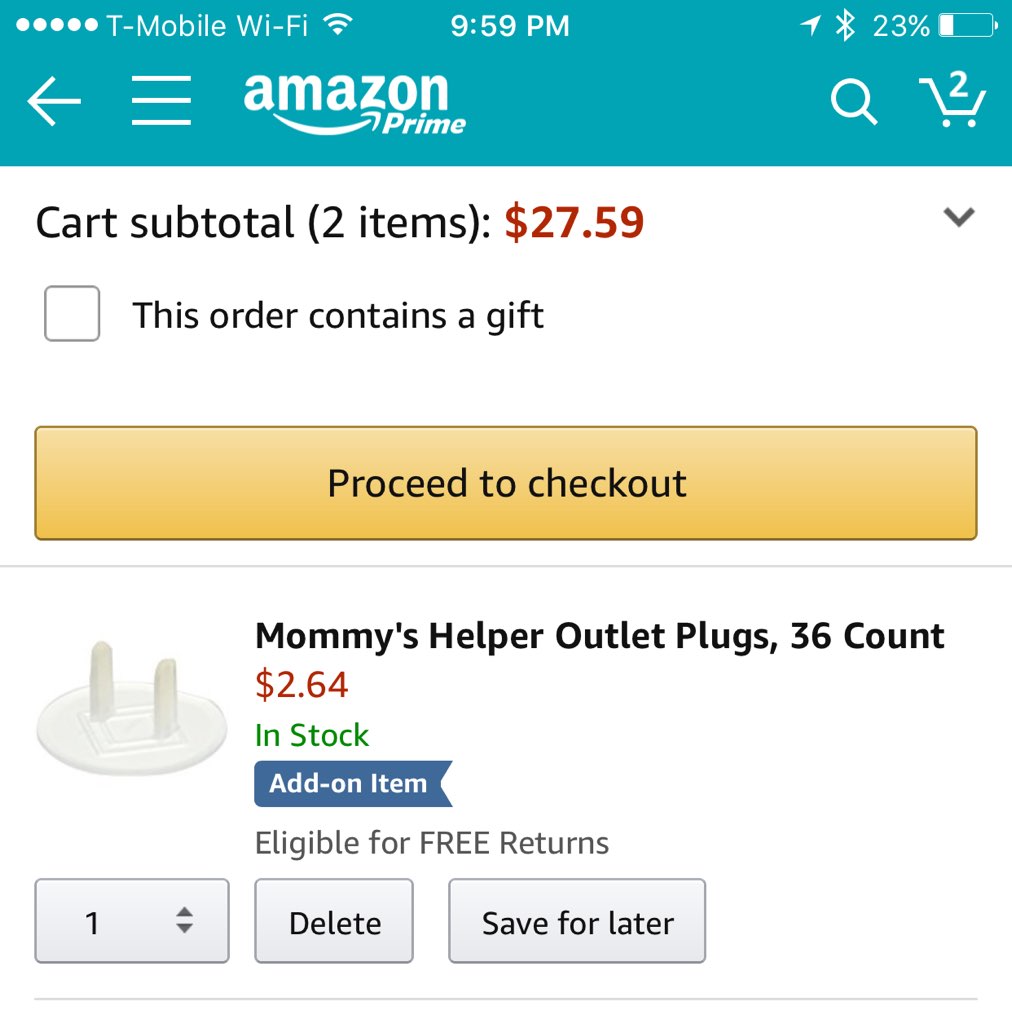 T-Mobile Wi-Fi 9:59 PM 23%
amazon Prime 2
Cart subtotal (2 items): $27.59
This order contains a gift
Proceed to checkout
Mommy's Helper Outlet Plugs, 36 Count
$2.64
In Stock
Add-on Item
Eligible for FREE Returns
1 Delete Save for later